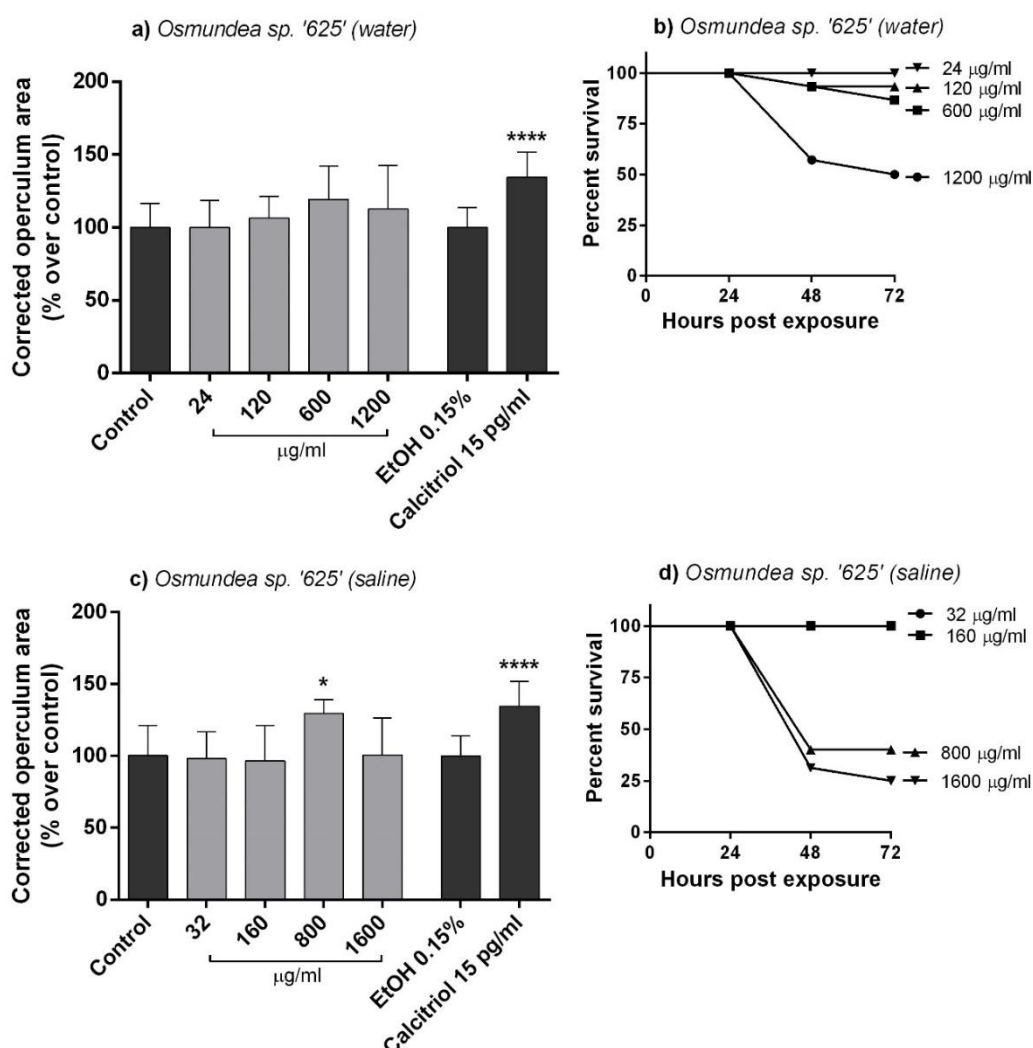 a) Osmundea sp. '625' (water)
Corrected operculum area
(% over control)
200
150
100
50
0
****
Control
24
120
600
1200
µg/ml
EtOH 0.15%
Calcitriol 15 pg/ml
b) Osmundea sp. '625' (water)
Percent survival
100
75
50
25
0
0
24
48
72
Hours post exposure
24 µg/ml
120 µg/ml
600 µg/ml
1200 µg/ml
c) Osmundea sp. '625' (saline)
Corrected operculum area
(% over control)
200
150
100
50
0
*
****
Control
32
160
800
1600
µg/ml
EtOH 0.15%
Calcitriol 15 pg/ml
d) Osmundea sp. '625' (saline)
Percent survival
100
75
50
25
0
0
24
48
72
Hours post exposure
32 µg/ml
160 µg/ml
800 µg/ml
1600 µg/ml